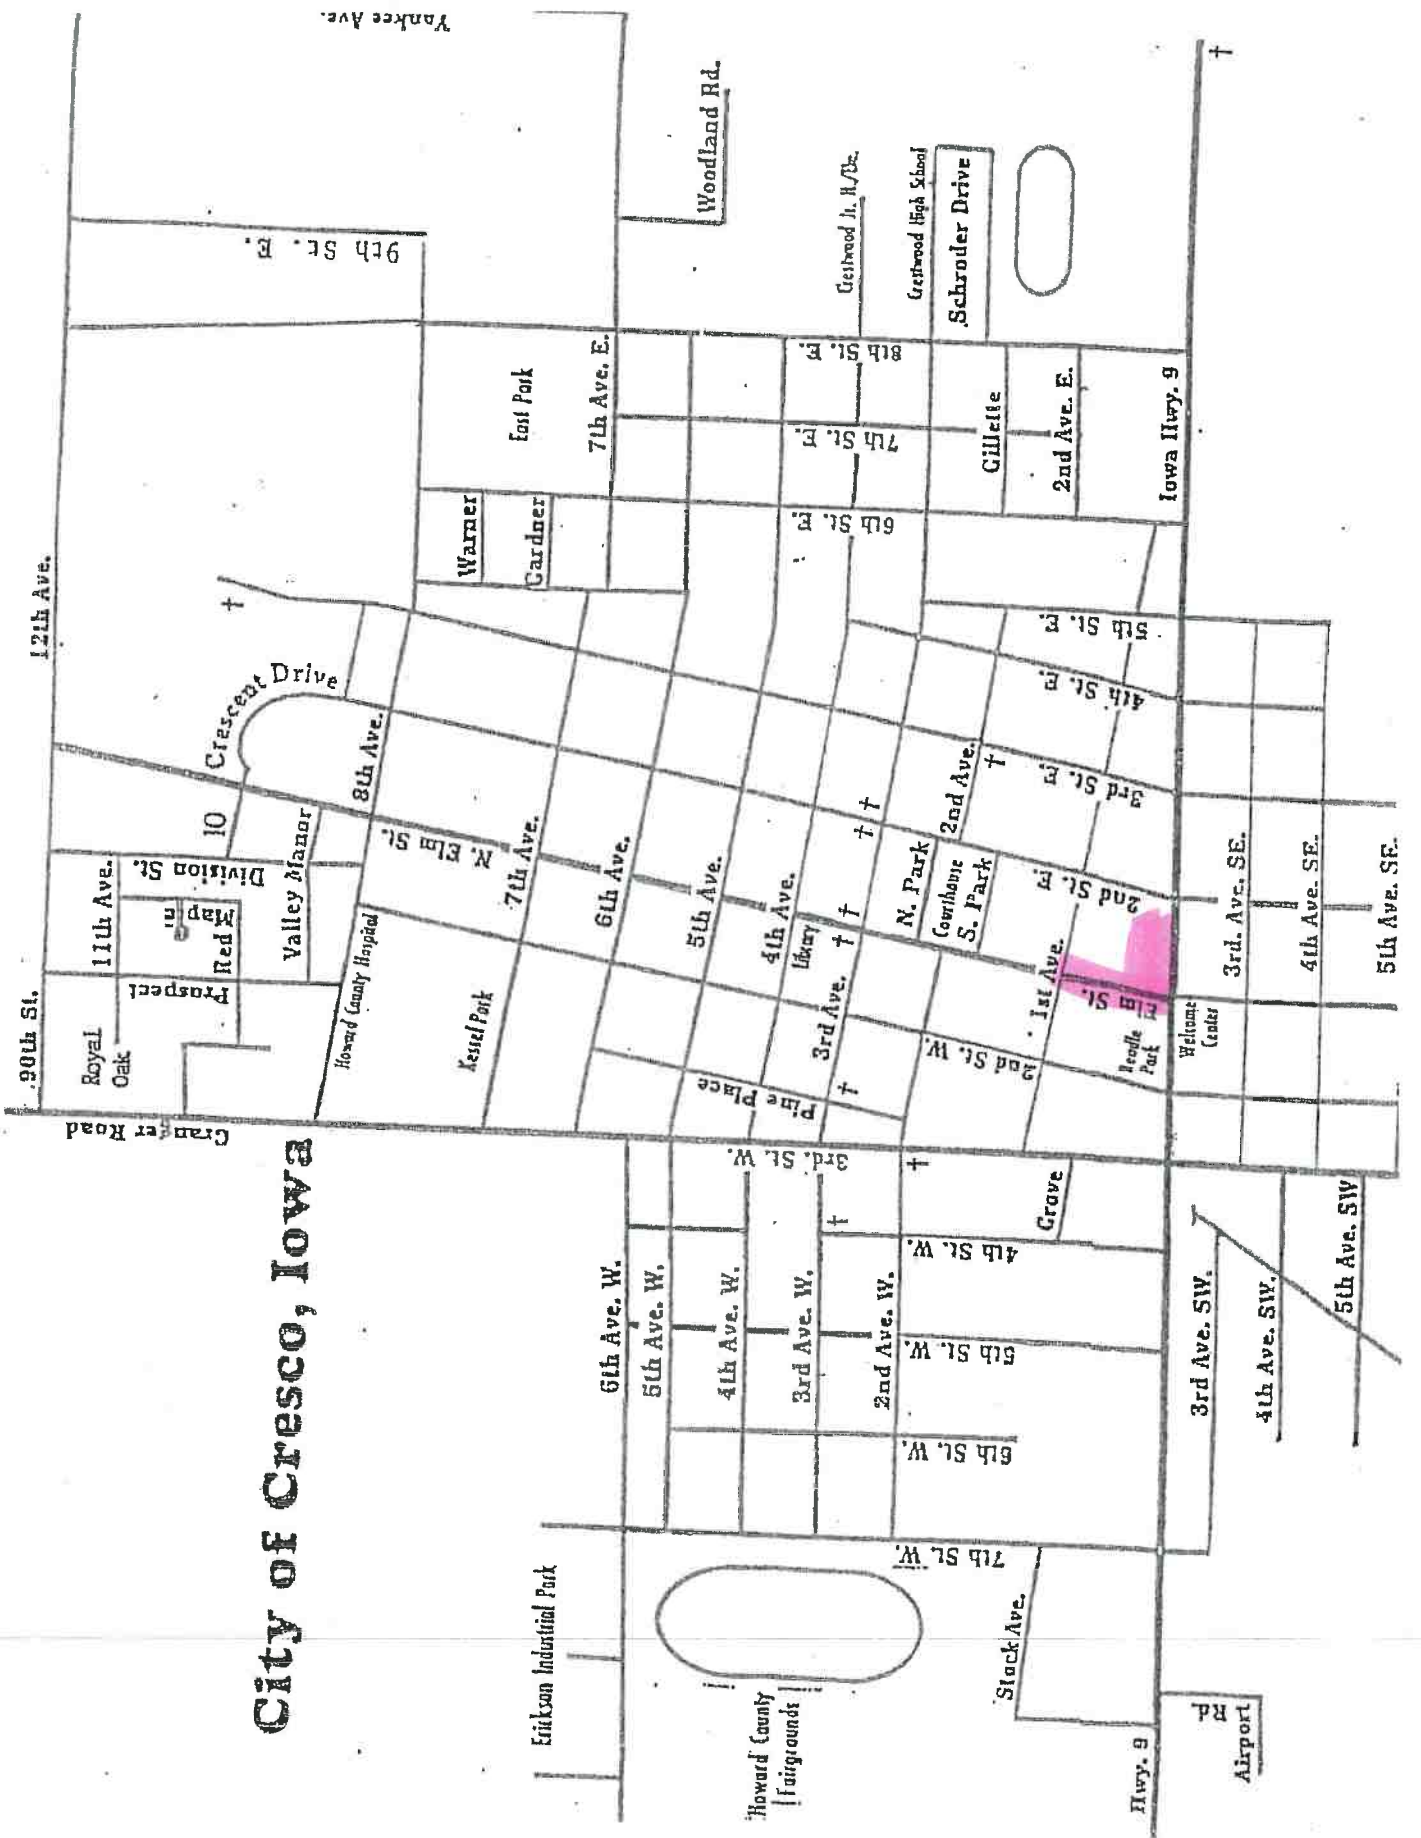 City of Cresco, Iowa
Yankee Ave.
12th Ave.
90th St.
9th St. E.
Woodland Rd.
Crestwood High School
Schroder Drive
8th St. E.
7th Ave. E.
East Park
7th St. E.
Gillette
2nd Ave. E.
Iowa Hwy. 9
Warner
Gardner
6th St. E.
5th St. E.
4th St. E.
3rd St. E.
2nd St. E.
Crescent Drive
10
8th Ave.
Valley Manor
Division St.
11th Ave.
Red
Prospect
Royal
Oak
N. Elm St.
7th Ave.
6th Ave.
5th Ave.
4th Ave.
Library
3rd Ave.
2nd Ave.
N. Park
Courthouse
S. Park
1st Ave.
Elm St.
2nd St. W.
Howard County Hospital
Kessel Park
Pine Place
Beadle
Park
Welcome
Center
3rd. Ave. SE.
4th Ave. SE.
5th Ave. SE.
Road
3rd. St. W.
Grove
4th St. W.
5th St. W.
6th St. W.
7th St. W.
6th Ave. W.
5th Ave. W.
4th Ave. W.
3rd Ave. W.
2nd Ave. W.
3rd Ave. SW.
4th Ave. SW.
5th Ave. SW
Erickson Industrial Park
Howard County
Fairgrounds
Slack Ave.
Hwy. 9
Airport
Rd.